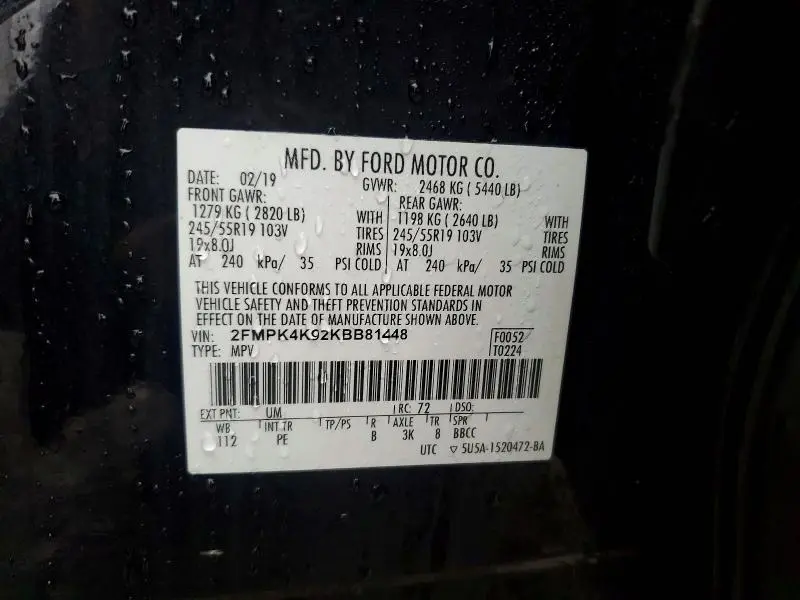 MFD. BY FORD MOTOR CO.
DATE: 02/19 GVWR: 2468 KG ( 5440 LB)
FRONT GAWR: REAR GAWR:
1279 KG ( 2820 LB) WITH 1198 KG ( 2640 LB) WITH
245/55R19 103V TIRES 245/55R19 103V TIRES
19x8.0J RIMS 19x8.0J RIMS
AT 240 kPa/ 35 PSI COLD AT 240 kPa/ 35 PSI COLD
THIS VEHICLE CONFORMS TO ALL APPLICABLE FEDERAL MOTOR
VEHICLE SAFETY AND THEFT PREVENTION STANDARDS IN
EFFECT ON THE DATE OF MANUFACTURE SHOWN ABOVE.
VIN: 2FMPK4K92KBB81448 F0052
TYPE: MPV T0224
EXT PNT: UM RC: 72 DSO:
WB INT TR TP/PS R AXLE TR SPR
112 PE B 3K 8 BBCC
UTC ▽ 5U5A-1520472-BA